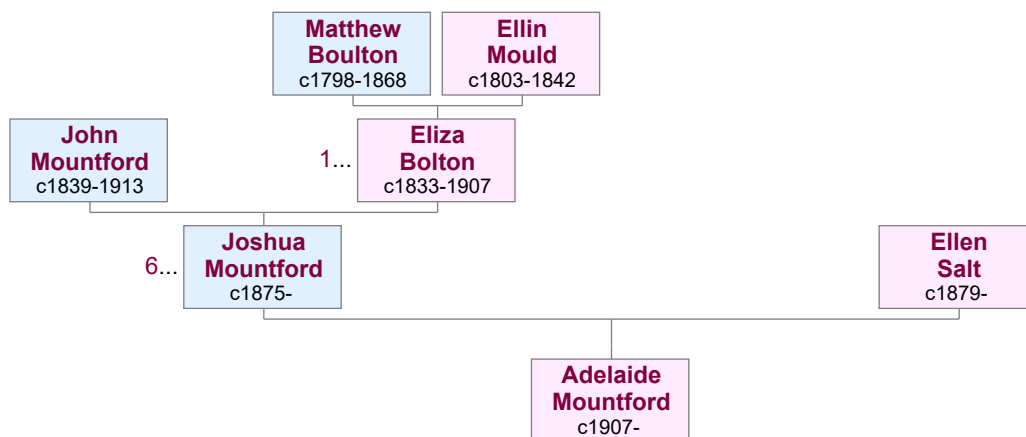 Matthew
Boulton
c1798-1868
Ellin
Mould
c1803-1842
John
Mountford
c1839-1913
1...
Eliza
Bolton
c1833-1907
6...
Joshua
Mountford
c1875-
Ellen
Salt
c1879-
Adelaide
Mountford
c1907-